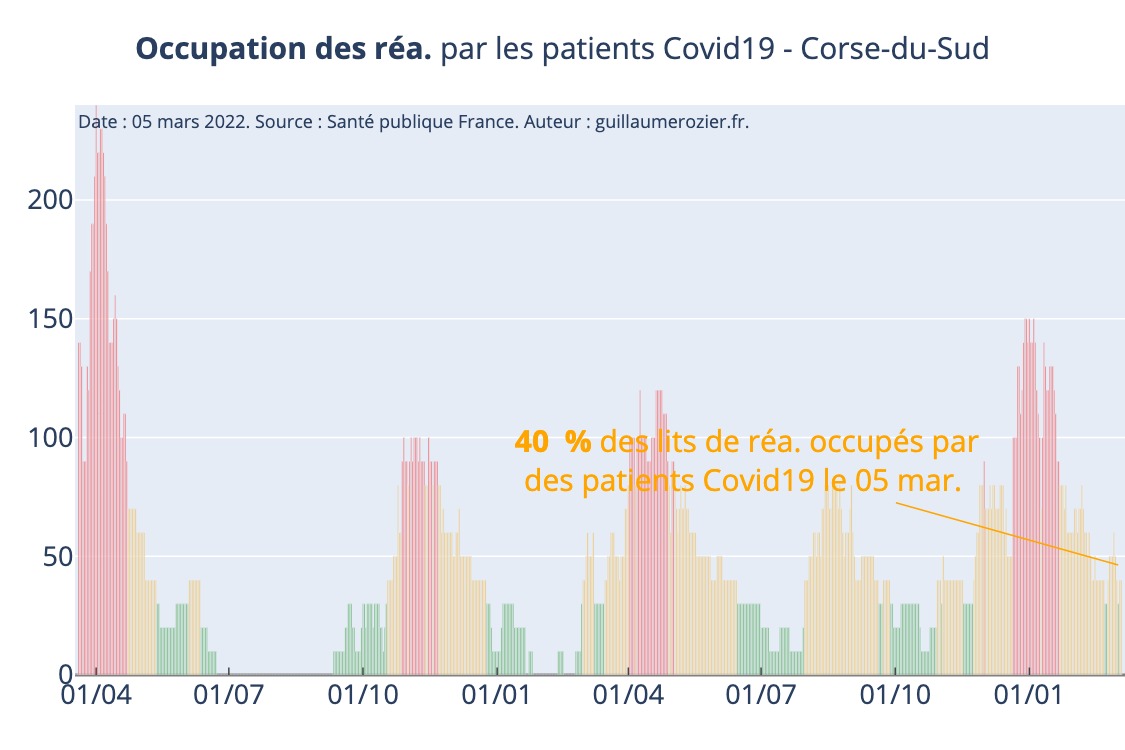 Occupation des réa. par les patients Covid19 - Corse-du-Sud
Date : 05 mars 2022. Source : Santé publique France. Auteur : guillaumerozier.fr.
200
150
100
50
0
40 % des lits de réa. occupés par
des patients Covid19 le 05 mar.
01/04 01/07 01/10 01/01 01/04 01/07 01/10 01/01